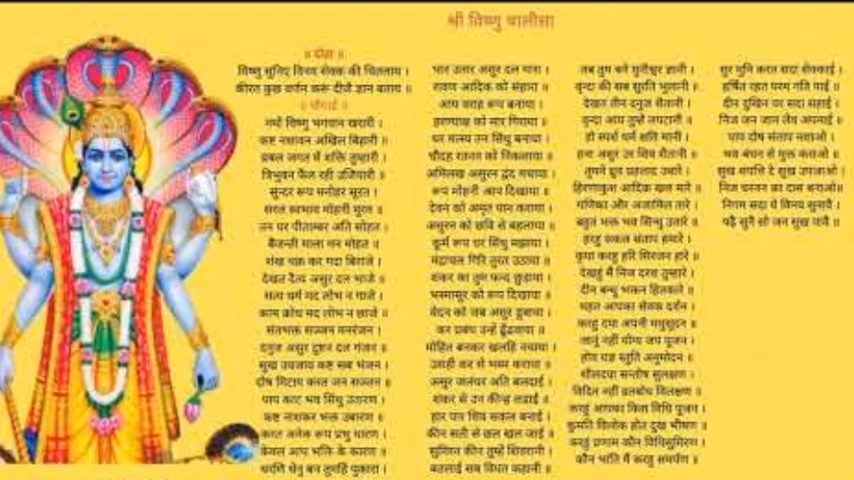 श्री विष्णु चालीसा
॥ दोहा ॥
विष्णु सुनिए विनय सेवक की चितलाय ।
कीरत कुछ वर्णन करूं दीजै ज्ञान बताय ॥
॥ चौपाई ॥
नमो विष्णु भगवान खरारी ।
कष्ट नशावन अखिल बिहारी ॥
प्रबल जगत में शक्ति तुम्हारी ।
त्रिभुवन फैल रही उजियारी ॥
सुन्दर रूप मनोहर सूरत ।
सरल स्वभाव मोहनी मूरत ॥
तन पर पीताम्बर अति सोहत ।
बैजन्ती माला मन मोहत ॥
शंख चक्र कर गदा बिराजे ।
देखत दैत्य असुर दल भाजे ॥
सत्य धर्म मद लोभ न गाजे ।
काम क्रोध मद लोभ न छाजे ॥
संतभक्त सज्जन मनरंजन ।
दनुज असुर दुष्टन दल गंजन ॥
सुख उपजाय कष्ट सब भंजन ।
दोष मिटाय करत जन सज्जन ॥
पाप काट भव सिंधु उतारण ।
कष्ट नाशकर भक्त उबारण ॥
करत अनेक रूप प्रभु धारण ।
केवल आप भक्ति के कारण ॥
धरणि धेनु बन तुमहिं पुकारा ।
भार उतार असुर दल मारा ।
रावण आदिक को संहारा ॥
आप वराह रूप बनाया ।
हरण्याक्ष को मार गिराया ॥
धर मत्स्य तन सिंधु बनाया ।
चौदह रतनन को निकलाया ॥
अमिलख असुरन द्वंद मचाया ।
रूप मोहनी आप दिखाया ॥
देवन को अमृत पान कराया ।
असुरन को छवि से बहलाया ॥
कूर्म रूप धर सिंधु मझाया ।
मंद्राचल गिरि तुरत उठाया ॥
शंकर का तुम फन्द छुड़ाया ।
भस्मासुर को रूप दिखाया ॥
वेदन को जब असुर डुबाया ।
कर प्रबंध उन्हें ढूँढवाया ॥
मोहित बनकर खलहि नचाया ।
उसही कर से भस्म कराया ॥
असुर जलंधर अति बलदाई ।
शंकर से उन कीन्ह लडाई ॥
हार पार शिव सकल बनाई ।
कीन सती से छल खल जाई ॥
सुमिरन कीन तुम्हें शिवरानी ।
बतलाई सब विपत कहानी ॥
तब तुम बने मुनीश्वर ज्ञानी ।
वृन्दा की सब सुरति भुलानी ॥
देखत तीन दनुज शैतानी ।
वृन्दा आय तुम्हें लपटानी ॥
हो स्पर्श धर्म क्षति मानी ।
हना असुर उर शिव शैतानी ॥
तुमने ध्रुव प्रहलाद उबारे ।
हिरणाकुश आदिक खल मारे ॥
गणिका और अजामिल तारे ।
बहुत भक्त भव सिन्धु उतारे ॥
हरहु सकल संताप हमारे ।
कृपा करहु हरि सिरजन हारे ॥
देखहुं मैं निज दरश तुम्हारे ।
दीन बन्धु भक्तन हितकारे ॥
चहत आपका सेवक दर्शन ।
करहु दया अपनी मधुसूदन ॥
जानूं नहीं योग्य जप पूजन ।
होय यज्ञ स्तुति अनुमोदन ॥
शीलदया सन्तोष सुलक्षण ।
विदित नहीं व्रतबोध विलक्षण ॥
करहुं आपका किस विधि पूजन ।
कुमति विलोक होत दुख भीषण ॥
करहुं प्रणाम कौन विधिसुमिरण ।
कौन भांति मैं करहु समर्पण ॥
सुर मुनि करत सदा सेवकाई ।
हर्षित रहत परम गति पाई ॥
दीन दुखिन पर सदा सहाई ।
निज जन जान लेव अपनाई ॥
पाप दोष संताप नशाओ ।
भव बंधन से मुक्त कराओ ॥
सुख संपत्ति दे सुख उपजाओ ।
निज चरनन का दास बनाओ॥
निगम सदा ये विनय सुनावै ।
पढ़ै सुनै सो जन सुख पावै ॥